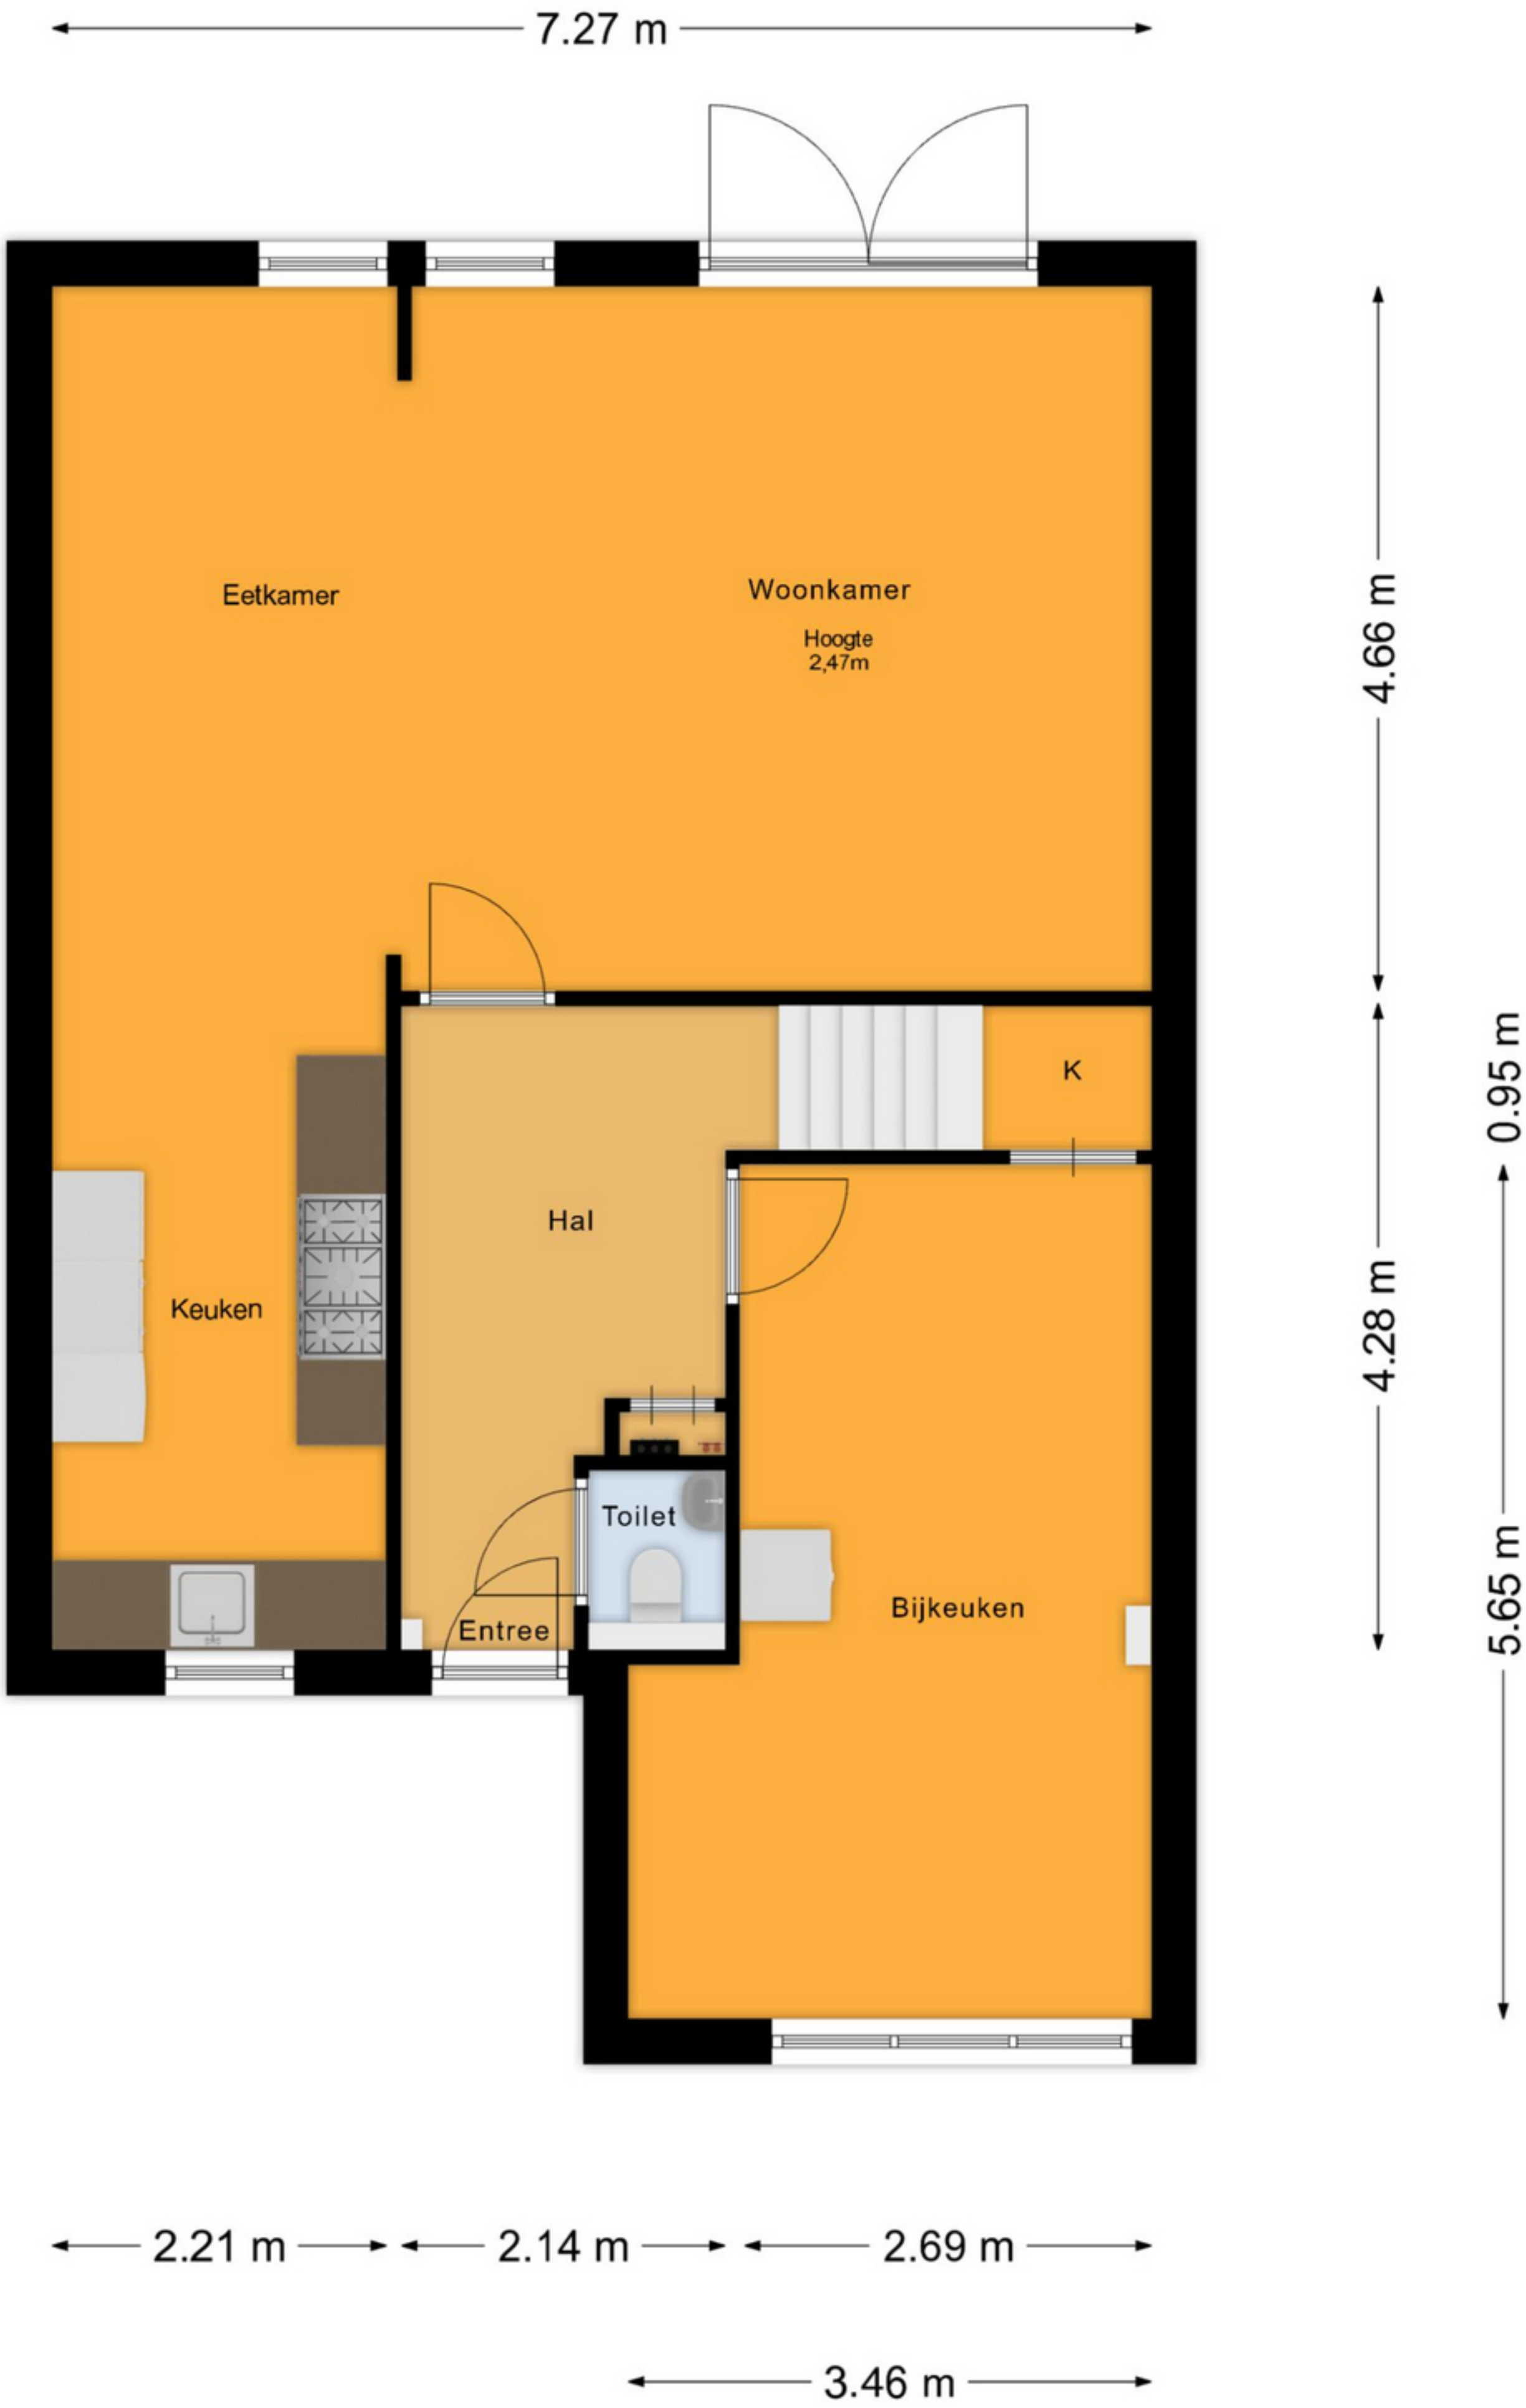 7.27 m
Eetkamer
Woonkamer
Hoogte
2,47m
4.66 m
K
0.95 m
Hal
Keuken
4.28 m
Toilet
Entree
Bijkeuken
5.65 m
2.21 m
2.14 m
2.69 m
3.46 m